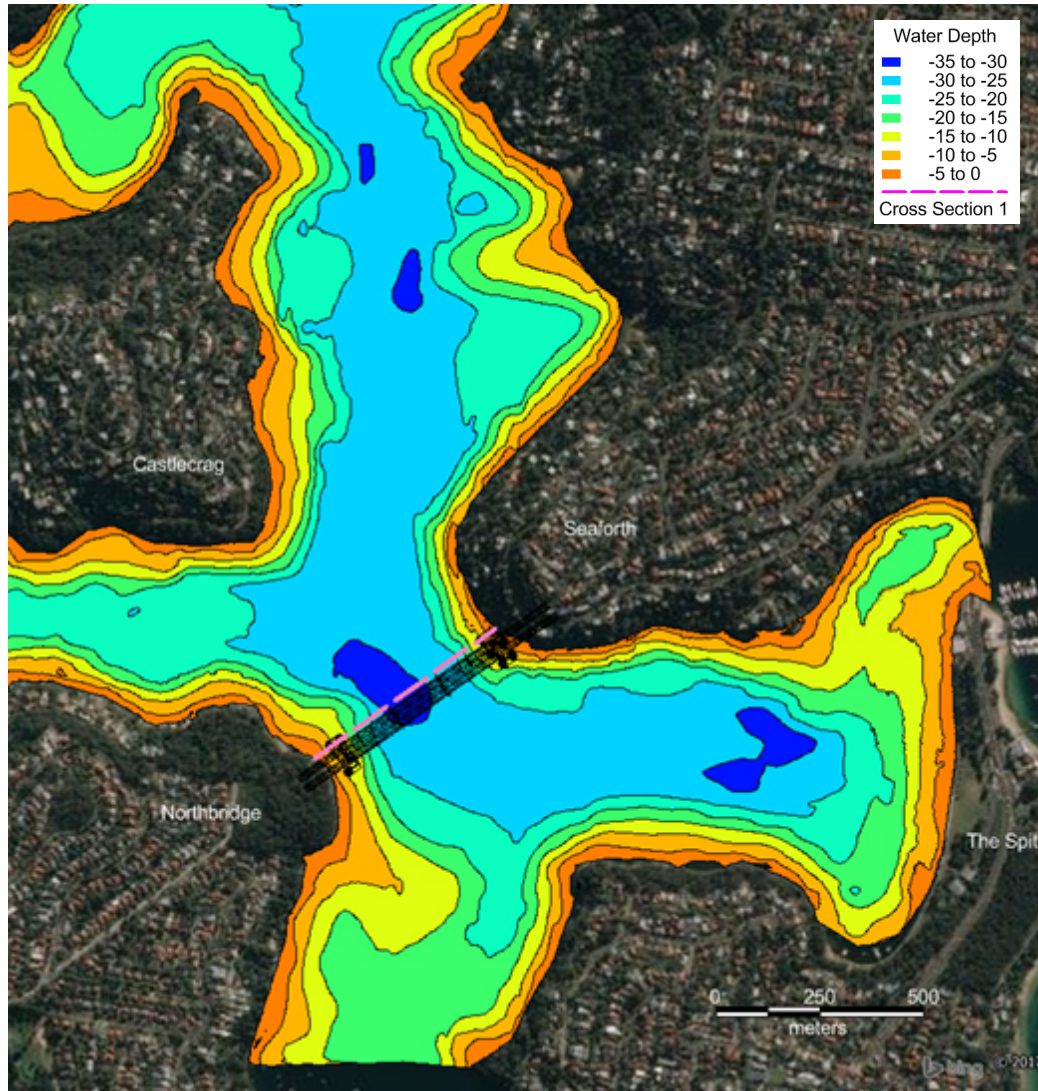 Water Depth
-35 to -30
-30 to -25
-25 to -20
-20 to -15
-15 to -10
-10 to -5
-5 to 0
Cross Section 1
Castlecrag
Seaforth
Northbridge
The Spit
0 250 500
meters
bing © 2017